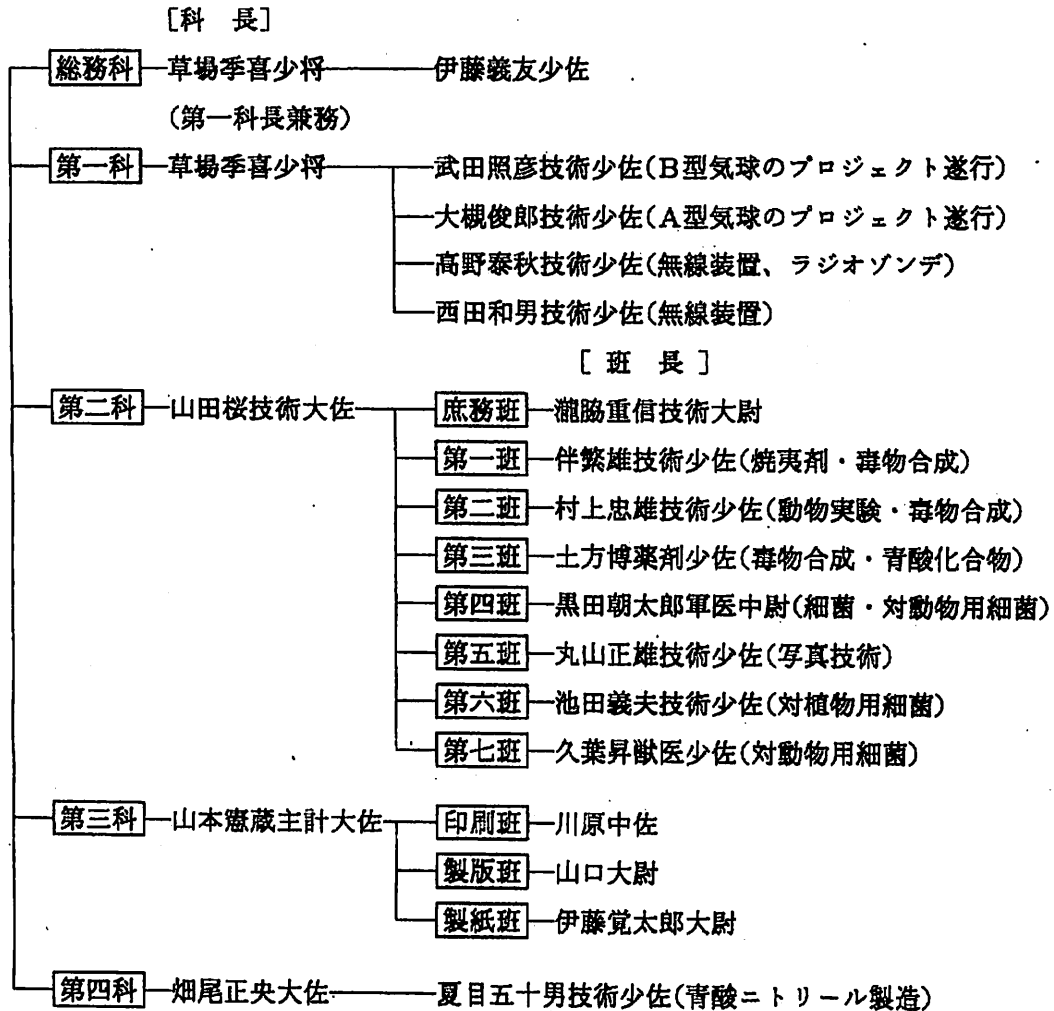 ［科 長］
総務科 草場季喜少将 伊藤義友少佐
（第一科長兼務）
第一科 草場季喜少将 武田照彦技術少佐（B型気球のプロジェクト遂行）
大槻俊郎技術少佐（A型気球のプロジェクト遂行）
高野泰秋技術少佐（無線装置、ラジオゾンデ）
西田和男技術少佐（無線装置）
［班 長］
第二科 山田桜技術大佐 庶務班 瀧脇重信技術大尉
第一班 伴繁雄技術少佐（焼夷剤・毒物合成）
第二班 村上忠雄技術少佐（動物実験・毒物合成）
第三班 土方博薬剤少佐（毒物合成・青酸化合物）
第四班 黒田朝太郎軍医中尉（細菌・対動物用細菌）
第五班 丸山正雄技術少佐（写真技術）
第六班 池田義夫技術少佐（対植物用細菌）
第七班 久葉昇獣医少佐（対動物用細菌）
第三科 山本憲蔵主計大佐 印刷班 川原中佐
製版班 山口大尉
製紙班 伊藤覚太郎大尉
第四科 畑尾正央大佐 夏目五十男技術少佐（青酸ニトリール製造）